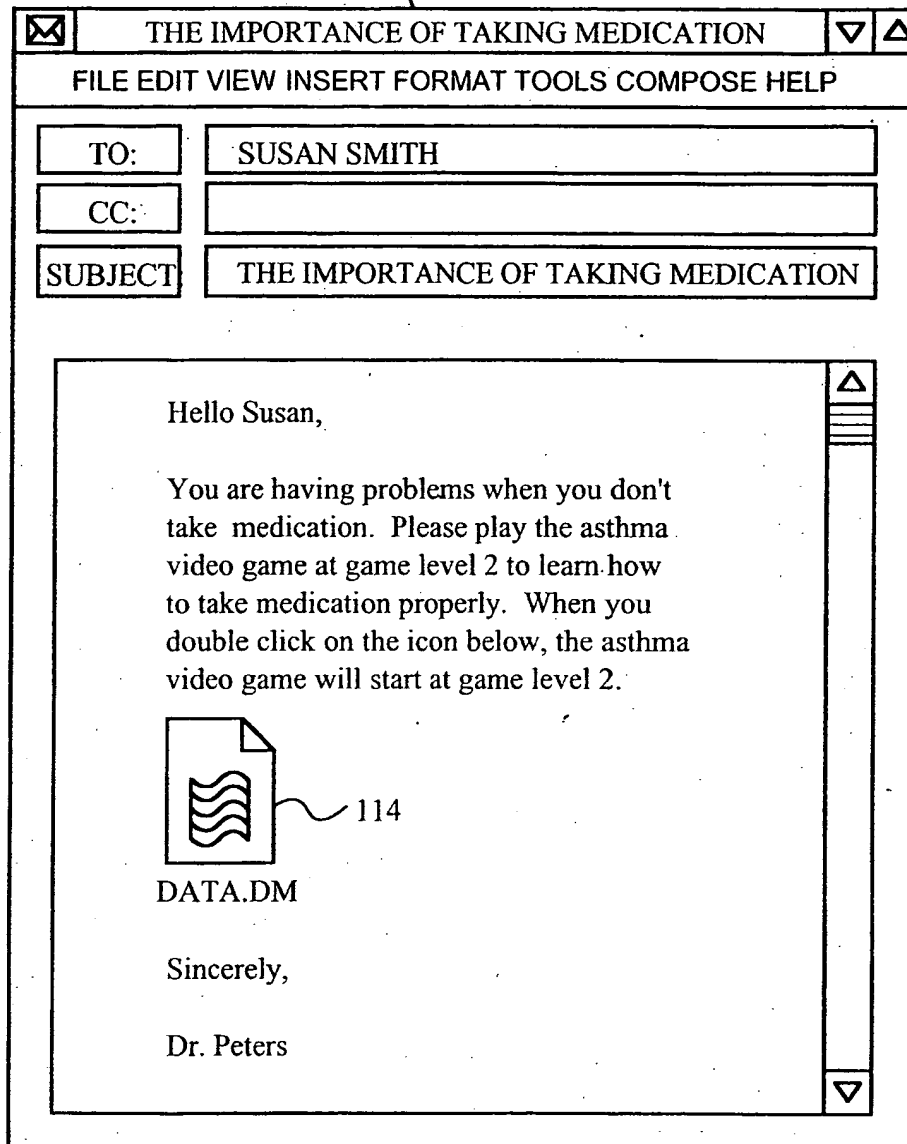 THE IMPORTANCE OF TAKING MEDICATION
FILE EDIT VIEW INSERT FORMAT TOOLS COMPOSE HELP
TO: SUSAN SMITH
CC:
SUBJECT THE IMPORTANCE OF TAKING MEDICATION
Hello Susan,
You are having problems when you don't
take medication. Please play the asthma
video game at game level 2 to learn how
to take medication properly. When you
double click on the icon below, the asthma
video game will start at game level 2.
114
DATA.DM
Sincerely,
Dr. Peters